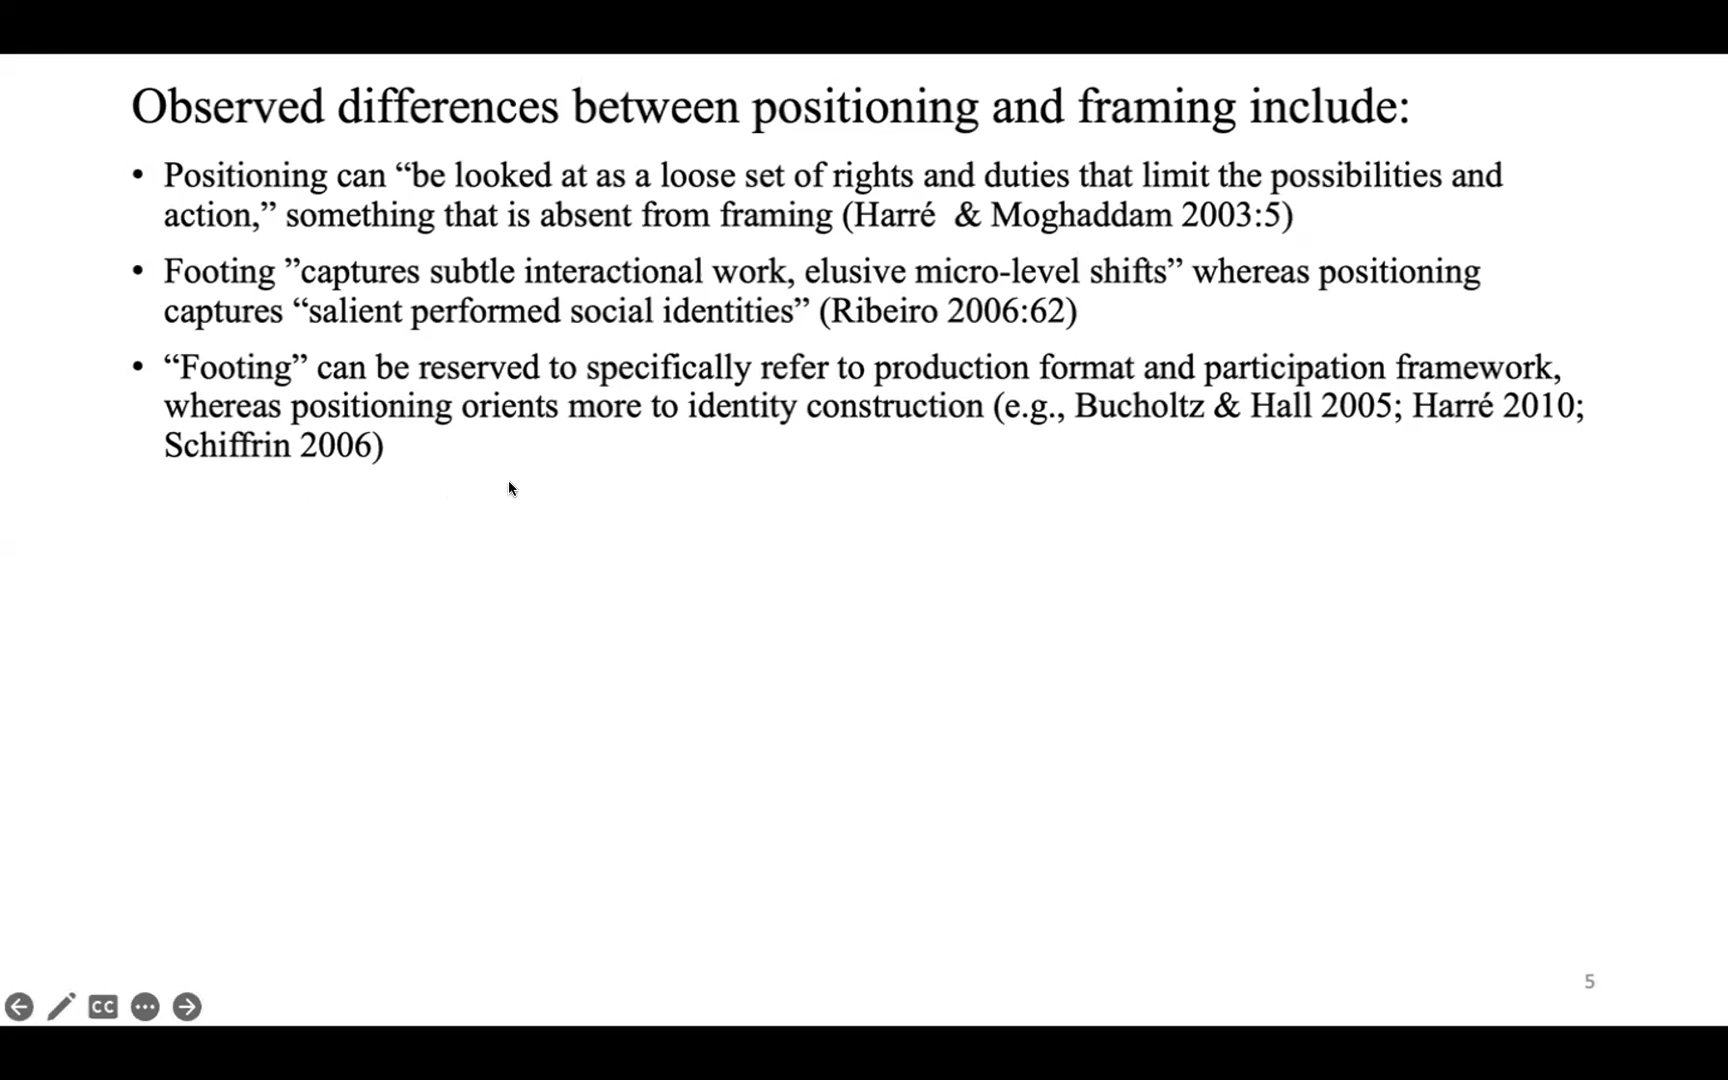 Observed differences between positioning and framing include:
• Positioning can “be looked at as a loose set of rights and duties that limit the possibilities and
action,” something that is absent from framing (Harré  & Moghaddam 2003:5)
• Footing ”captures subtle interactional work, elusive micro-level shifts” whereas positioning
captures “salient performed social identities” (Ribeiro 2006:62)
• “Footing” can be reserved to specifically refer to production format and participation framework,
whereas positioning orients more to identity construction (e.g., Bucholtz & Hall 2005; Harré 2010;
Schiffrin 2006)
5
CC